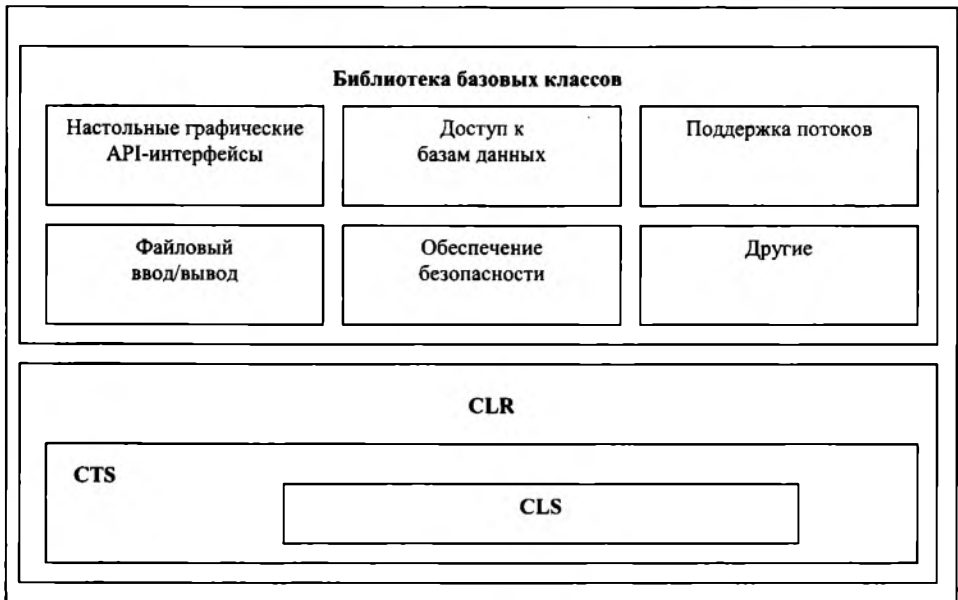 Библиотека базовых классов
Настольные графические
API-интерфейсы
Доступ к
базам данных
Поддержка потоков
Файловый
ввод/вывод
Обеспечение
безопасности
Другие
CLR
CTS
CLS